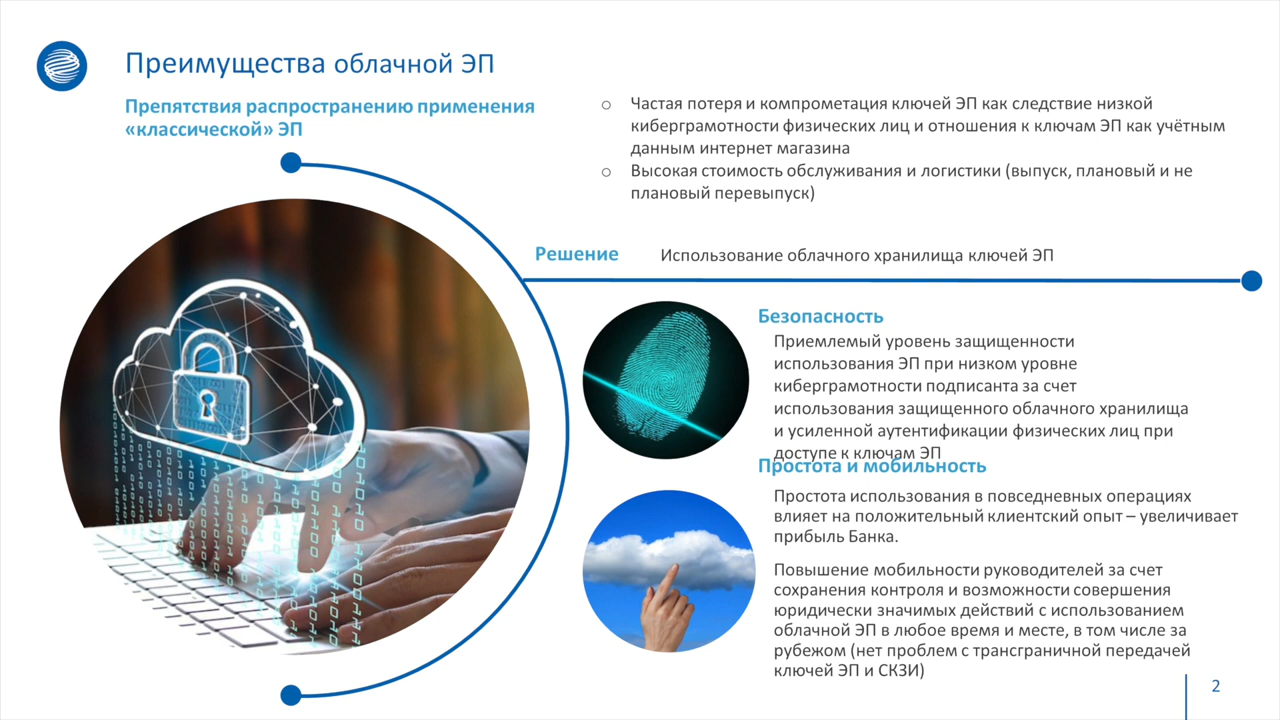 Преимущества облачной ЭП
Препятствия распространению применения
«классической» ЭП
o Частая потеря и компрометация ключей ЭП как следствие низкой
киберграмотности физических лиц и отношения к ключам ЭП как учётным
данным интернет магазина
o Высокая стоимость обслуживания и логистики (выпуск, плановый и не
плановый перевыпуск)
Решение
Использование облачного хранилища ключей ЭП
Безопасность
Приемлемый уровень защищенности
использования ЭП при низком уровне
киберграмотности подписанта за счет
использования защищенного облачного хранилища
и усиленной аутентификации физических лиц при
доступе к ключам ЭП
Простота и мобильность
Простота использования в повседневных операциях
влияет на положительный клиентский опыт – увеличивает
прибыль Банка.
Повышение мобильности руководителей за счет
сохранения контроля и возможности совершения
юридически значимых действий с использованием
облачной ЭП в любое время и месте, в том числе за
рубежом (нет проблем с трансграничной передачей
ключей ЭП и СКЗИ)
2